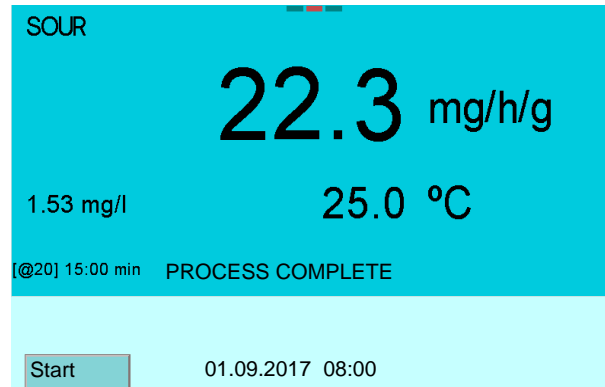 SOUR
22.3 mg/h/g
1.53 mg/l 25.0 ºC
[@20] 15:00 min PROCESS COMPLETE
Start 01.09.2017 08:00